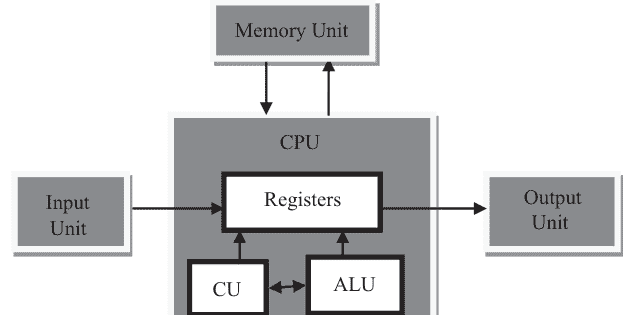 Memory Unit
CPU
Registers
Input
Unit
Output
Unit
CU
ALU